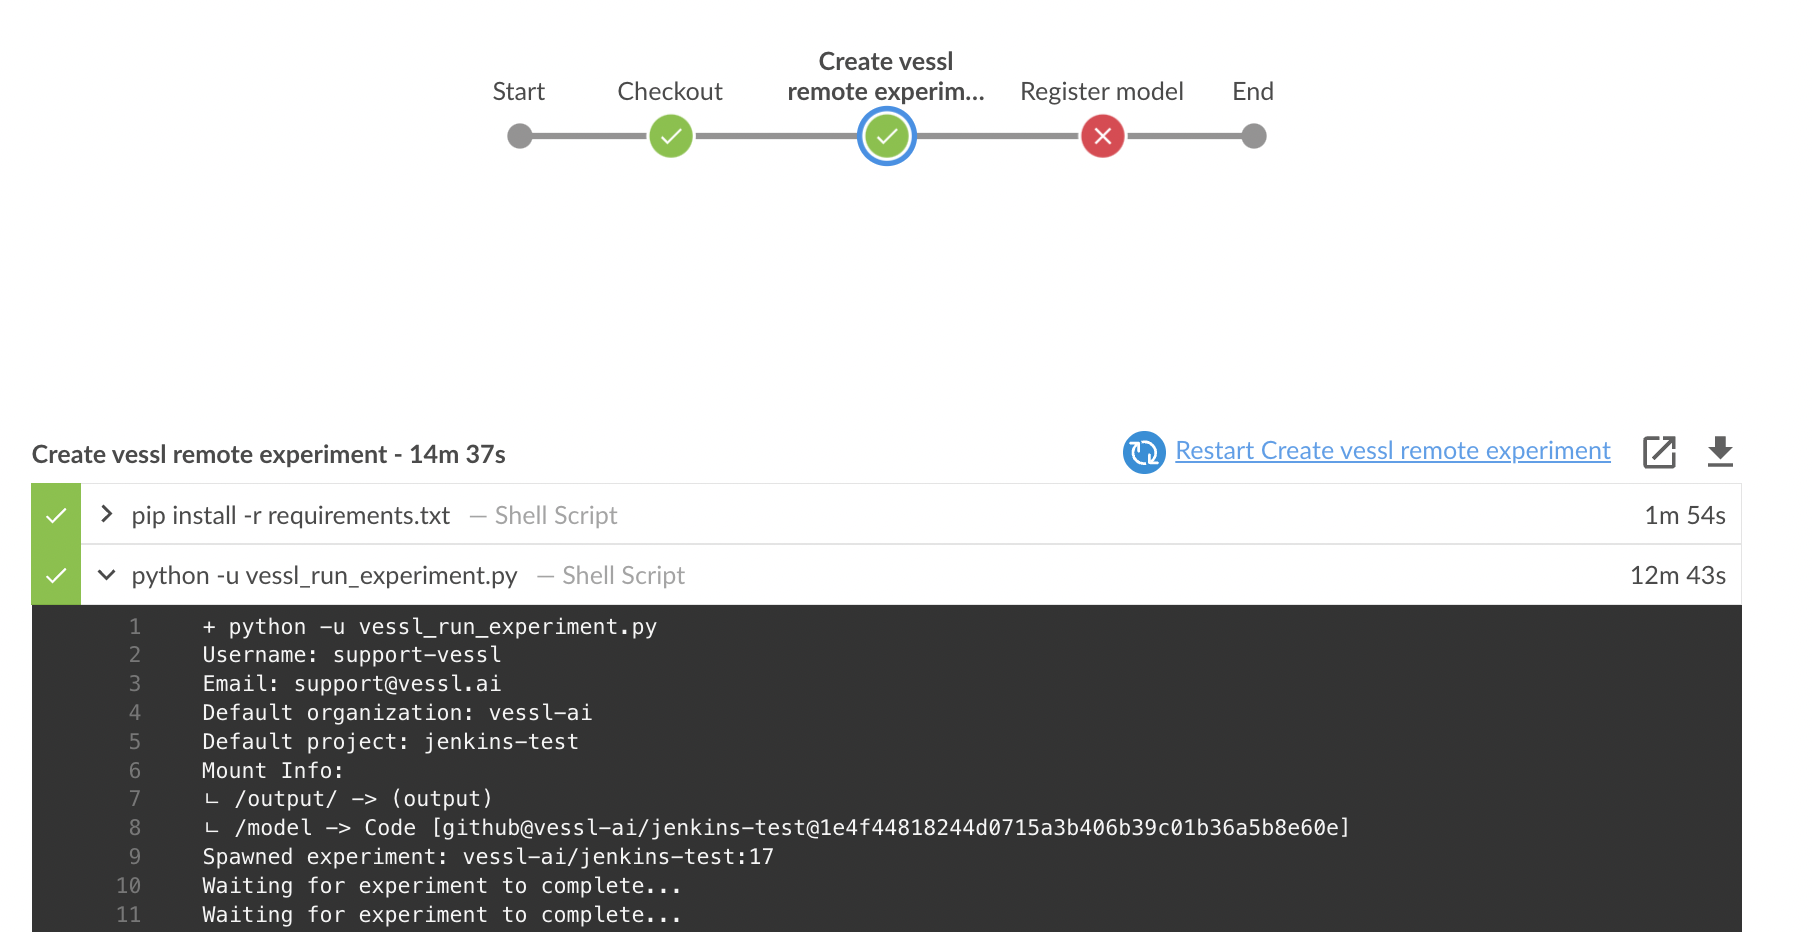 Start
Checkout
Create vessl
remote experim...
Register model
End
Create vessl remote experiment - 14m 37s
Restart Create vessl remote experiment
pip install -r requirements.txt — Shell Script 1m 54s
python -u vessl_run_experiment.py — Shell Script 12m 43s
1 + python -u vessl_run_experiment.py
2 Username: support-vessl
3 Email: support@vessl.ai
4 Default organization: vessl-ai
5 Default project: jenkins-test
6 Mount Info:
7 ㄴ /output/ -> (output)
8 ㄴ /model -> Code [github@vessl-ai/jenkins-test@1e4f44818244d0715a3b406b39c01b36a5b8e60e]
9 Spawned experiment: vessl-ai/jenkins-test:17
10 Waiting for experiment to complete...
11 Waiting for experiment to complete...